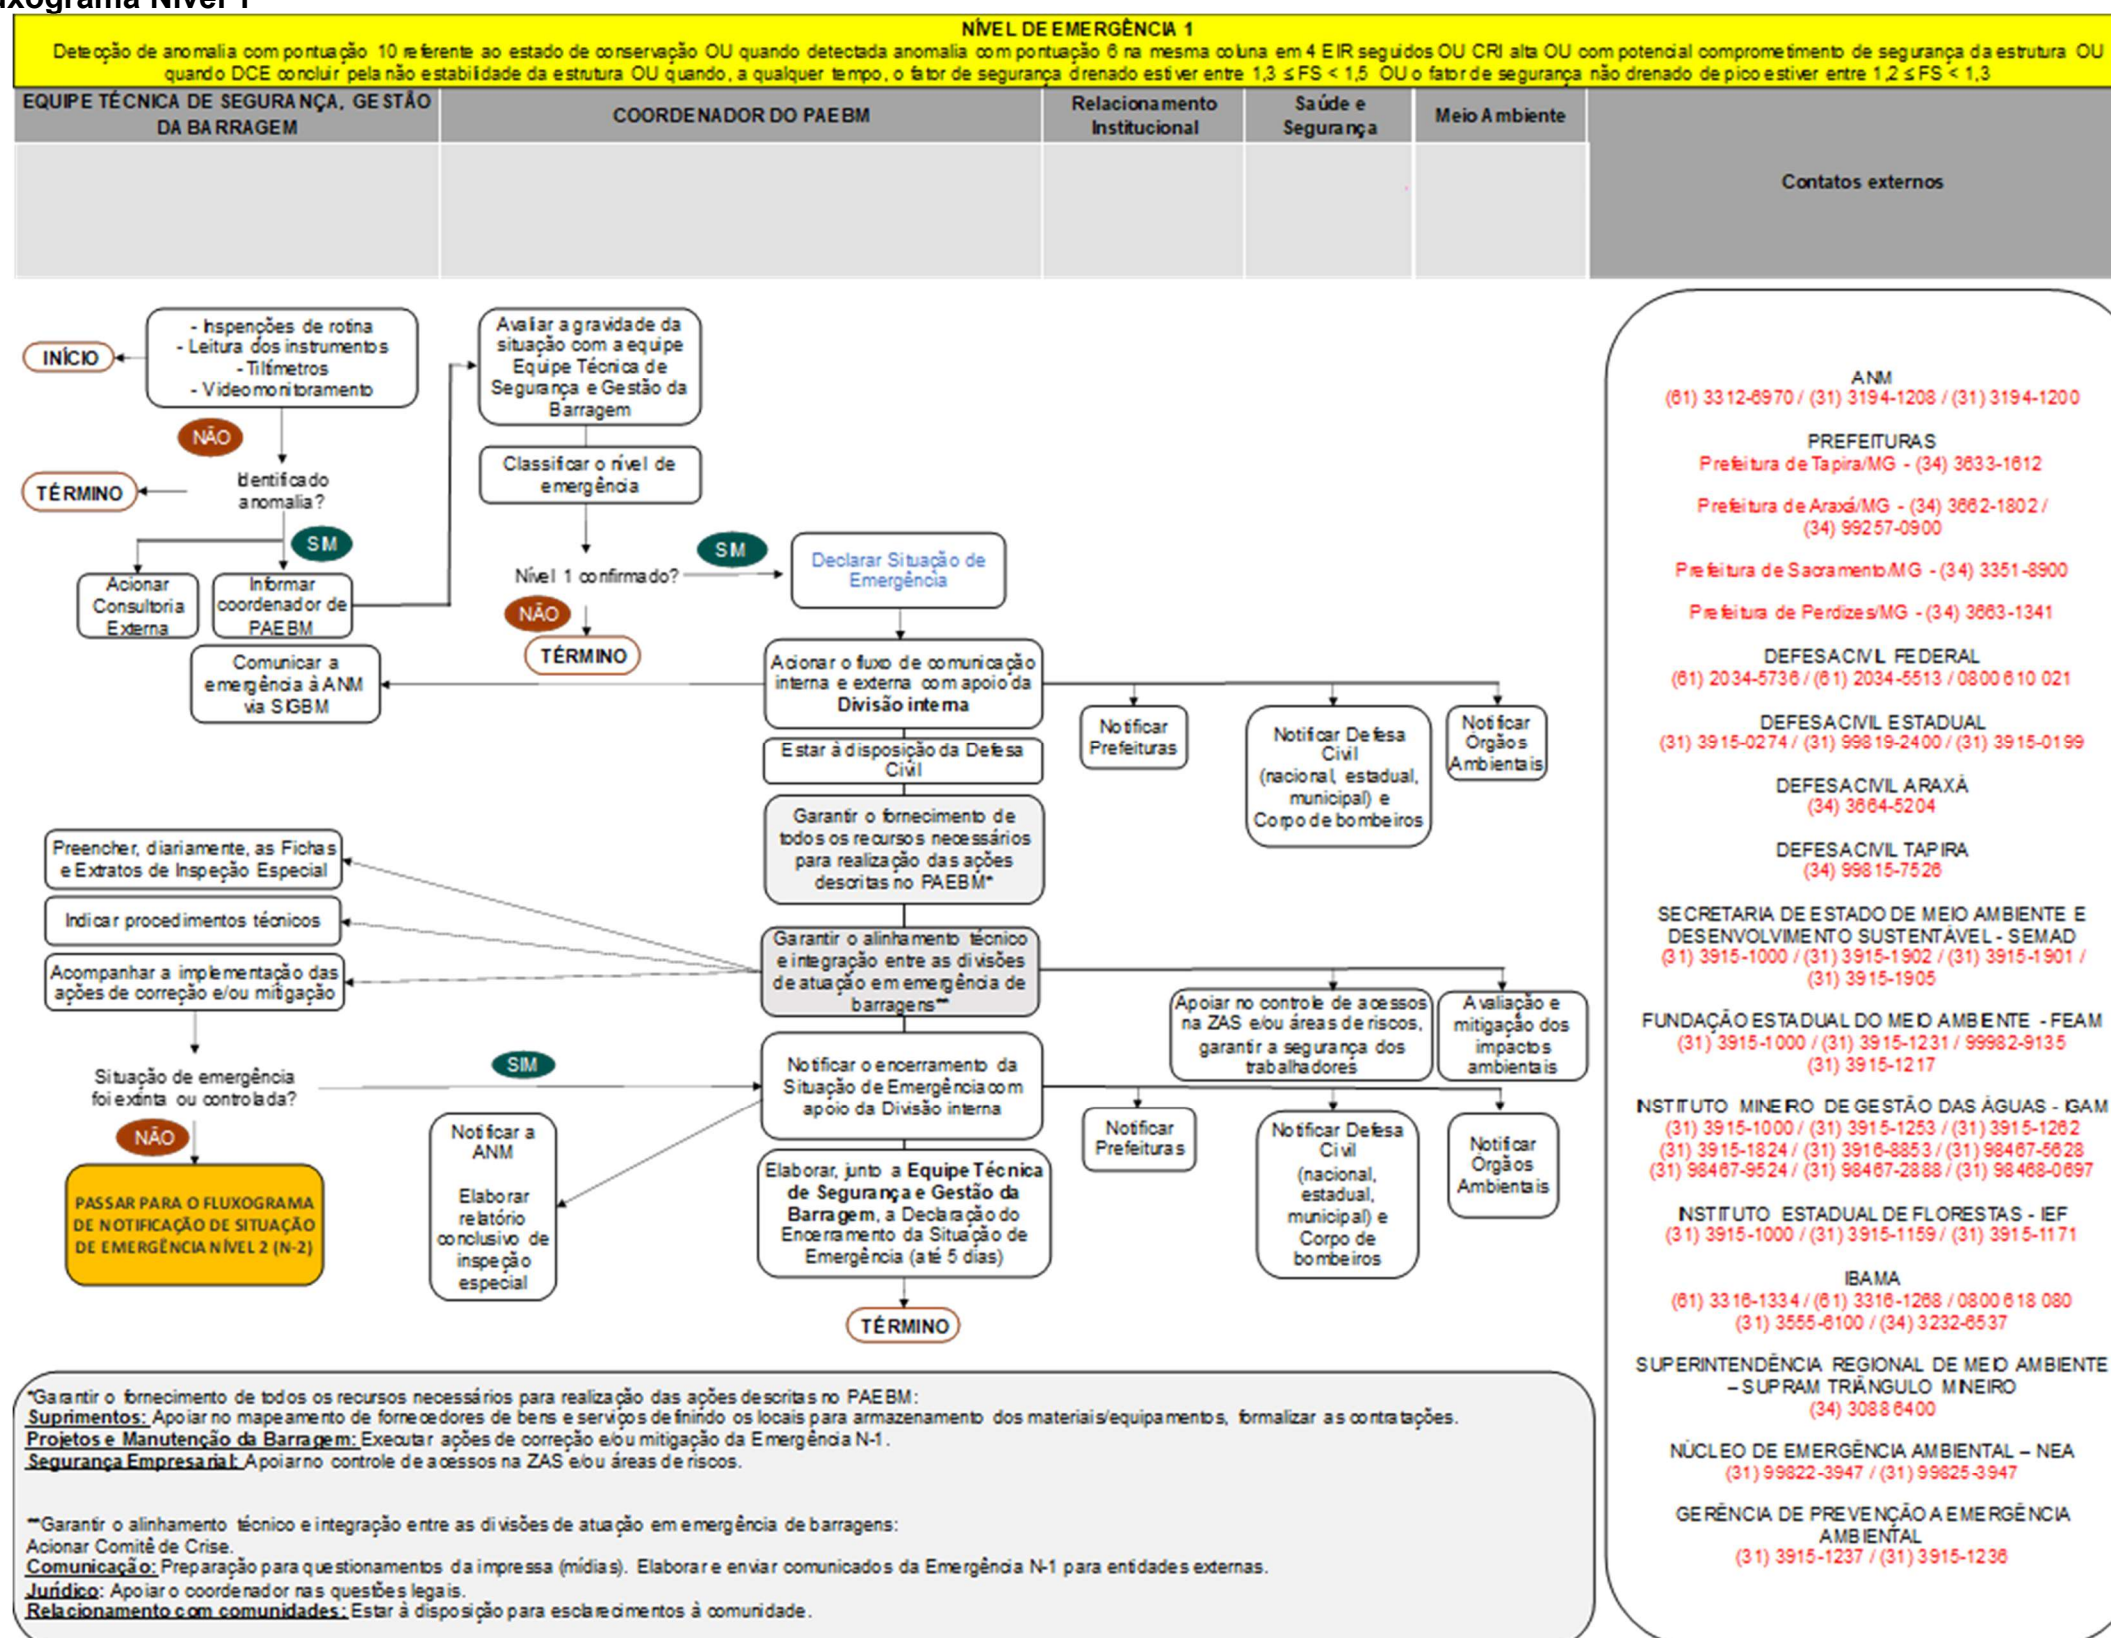 uxograma Nível 1
NÍVEL DE EMERGÊNCIA 1
Detecção de anomalia com pontuação 10 referente ao estado de conservação OU quando detectada anomalia com pontuação 6 na mesma coluna em 4 EIR seguidos OU CRI alta OU com potencial comprometimento de segurança da estrutura OU
quando DCE concluir pela não estabilidade da estrutura OU quando, a qualquer tempo, o fator de segurança drenado estiver entre 1,3 ≤ FS < 1,5 OU o fator de segurança não drenado de pico estiver entre 1,2 ≤ FS < 1,3
EQUIPE TÉCNICA DE SEGURANÇA, GESTÃO
DA BARRAGEM
COORDENADOR DO PAEBM
Relacionamento
Institucional
Saúde e
Segurança
Meio Ambiente
Contatos externos
INÍCIO
- Inspenções de rotina
- Leitura dos instrumentos
- Tiltímetros
- Videomonitoramento
NÃO
TÉRMINO
Identificado
anomalia?
SIM
Acionar
Consultoria
Externa
Informar
coordenador de
PAEBM
Avaliar a gravidade da
situação com a equipe
Equipe Técnica de
Segurança e Gestão da
Barragem
Classificar o nível de
emergência
Nível 1 confirmado?
SIM
NÃO
TÉRMINO
Declarar Situação de
Emergência
Comunicar a
emergência à ANM
via SIGBM
Acionar o fluxo de comunicação
interna e externa com apoio da
Divisão interna
Notificar
Prefeituras
Notificar Defesa
Civil
(nacional, estadual,
municipal) e
Corpo de bombeiros
Notificar
Órgãos
Ambientais
Estar à disposição da Defesa
Civil
Garantir o fornecimento de
todos os recursos necessários
para realização das ações
descritas no PAEBM*
Preencher, diariamente, as Fichas
e Extratos de Inspeção Especial
Indicar procedimentos técnicos
Acompanhar a implementação das
ações de correção e/ou mitigação
Garantir o alinhamento técnico
e integração entre as divisões
de atuação em emergência de
barragens**
Apoiar no controle de acessos
na ZAS e/ou áreas de riscos,
garantir a segurança dos
trabalhadores
Avaliação e
mitigação dos
impactos
ambientais
Situação de emergência
foi extinta ou controlada?
SIM
NÃO
PASSAR PARA O FLUXOGRAMA
DE NOTIFICAÇÃO DE SITUAÇÃO
DE EMERGÊNCIA NÍVEL 2 (N-2)
Notificar a
ANM
Elaborar
relatório
conclusivo de
inspeção
especial
Notificar o encerramento da
Situação de Emergência com
apoio da Divisão interna
Elaborar, junto a Equipe Técnica
de Segurança e Gestão da
Barragem, a Declaração do
Encerramento da Situação de
Emergência (até 5 dias)
TÉRMINO
Notificar
Prefeituras
Notificar Defesa
Civil
(nacional,
estadual,
municipal) e
Corpo de
bombeiros
Notificar
Órgãos
Ambientais
ANM
(61) 3312-6970 / (31) 3194-1208 / (31) 3194-1200
PREFEITURAS
Prefeitura de Tapira/MG - (34) 3633-1612
Prefeitura de Araxá/MG - (34) 3662-1802 /
(34) 99257-0900
Prefeitura de Sacramento/MG - (34) 3351-8900
Prefeitura de Perdizes/MG - (34) 3663-1341
DEFESA CIVIL FEDERAL
(61) 2034-5736 / (61) 2034-5513 / 0800 610 021
DEFESA CIVIL ESTADUAL
(31) 3915-0274 / (31) 99819-2400 / (31) 3915-0199
DEFESA CIVIL ARAXÁ
(34) 3664-5204
DEFESA CIVIL TAPIRA
(34) 99815-7526
SECRETARIA DE ESTADO DE MEIO AMBIENTE E
DESENVOLVIMENTO SUSTENTÁVEL - SEMAD
(31) 3915-1000 / (31) 3915-1902 / (31) 3915-1901 /
(31) 3915-1905
FUNDAÇÃO ESTADUAL DO MEIO AMBIENTE - FEAM
(31) 3915-1000 / (31) 3915-1231 / 99982-9135
(31) 3915-1217
INSTITUTO MINEIRO DE GESTÃO DAS ÁGUAS - IGAM
(31) 3915-1000 / (31) 3915-1253 / (31) 3915-1262
(31) 3915-1824 / (31) 3916-8853 / (31) 98467-5628
(31) 98467-9524 / (31) 98467-2888 / (31) 98468-0697
INSTITUTO ESTADUAL DE FLORESTAS - IEF
(31) 3915-1000 / (31) 3915-1159 / (31) 3915-1171
IBAMA
(61) 3316-1334 / (61) 3316-1268 / 0800 618 080
(31) 3555-6100 / (34) 3232-6537
SUPERINTENDÊNCIA REGIONAL DE MEIO AMBIENTE
– SUPRAM TRIÂNGULO MINEIRO
(34) 3088 6400
NÚCLEO DE EMERGÊNCIA AMBIENTAL – NEA
(31) 99822-3947 / (31) 99825-3947
GERÊNCIA DE PREVENÇÃO A EMERGÊNCIA
AMBIENTAL
(31) 3915-1237 / (31) 3915-1236
*Garantir o fornecimento de todos os recursos necessários para realização das ações descritas no PAEBM:
Suprimentos: Apoiar no mapeamento de fornecedores de bens e serviços definindo os locais para armazenamento dos materiais/equipamentos, formalizar as contratações.
Projetos e Manutenção da Barragem: Executar ações de correção e/ou mitigação da Emergência N-1.
Segurança Empresarial: Apoiar no controle de acessos na ZAS e/ou áreas de riscos.
**Garantir o alinhamento técnico e integração entre as divisões de atuação em emergência de barragens:
Acionar Comitê de Crise.
Comunicação: Preparação para questionamentos da impressa (mídias). Elaborar e enviar comunicados da Emergência N-1 para entidades externas.
Jurídico: Apoiar o coordenador nas questões legais.
Relacionamento com comunidades: Estar à disposição para esclarecimentos à comunidade.